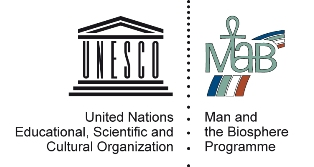 UNESCO
United Nations
Educational, Scientific and
Cultural Organization
MaB
Man and
the Biosphere
Programme